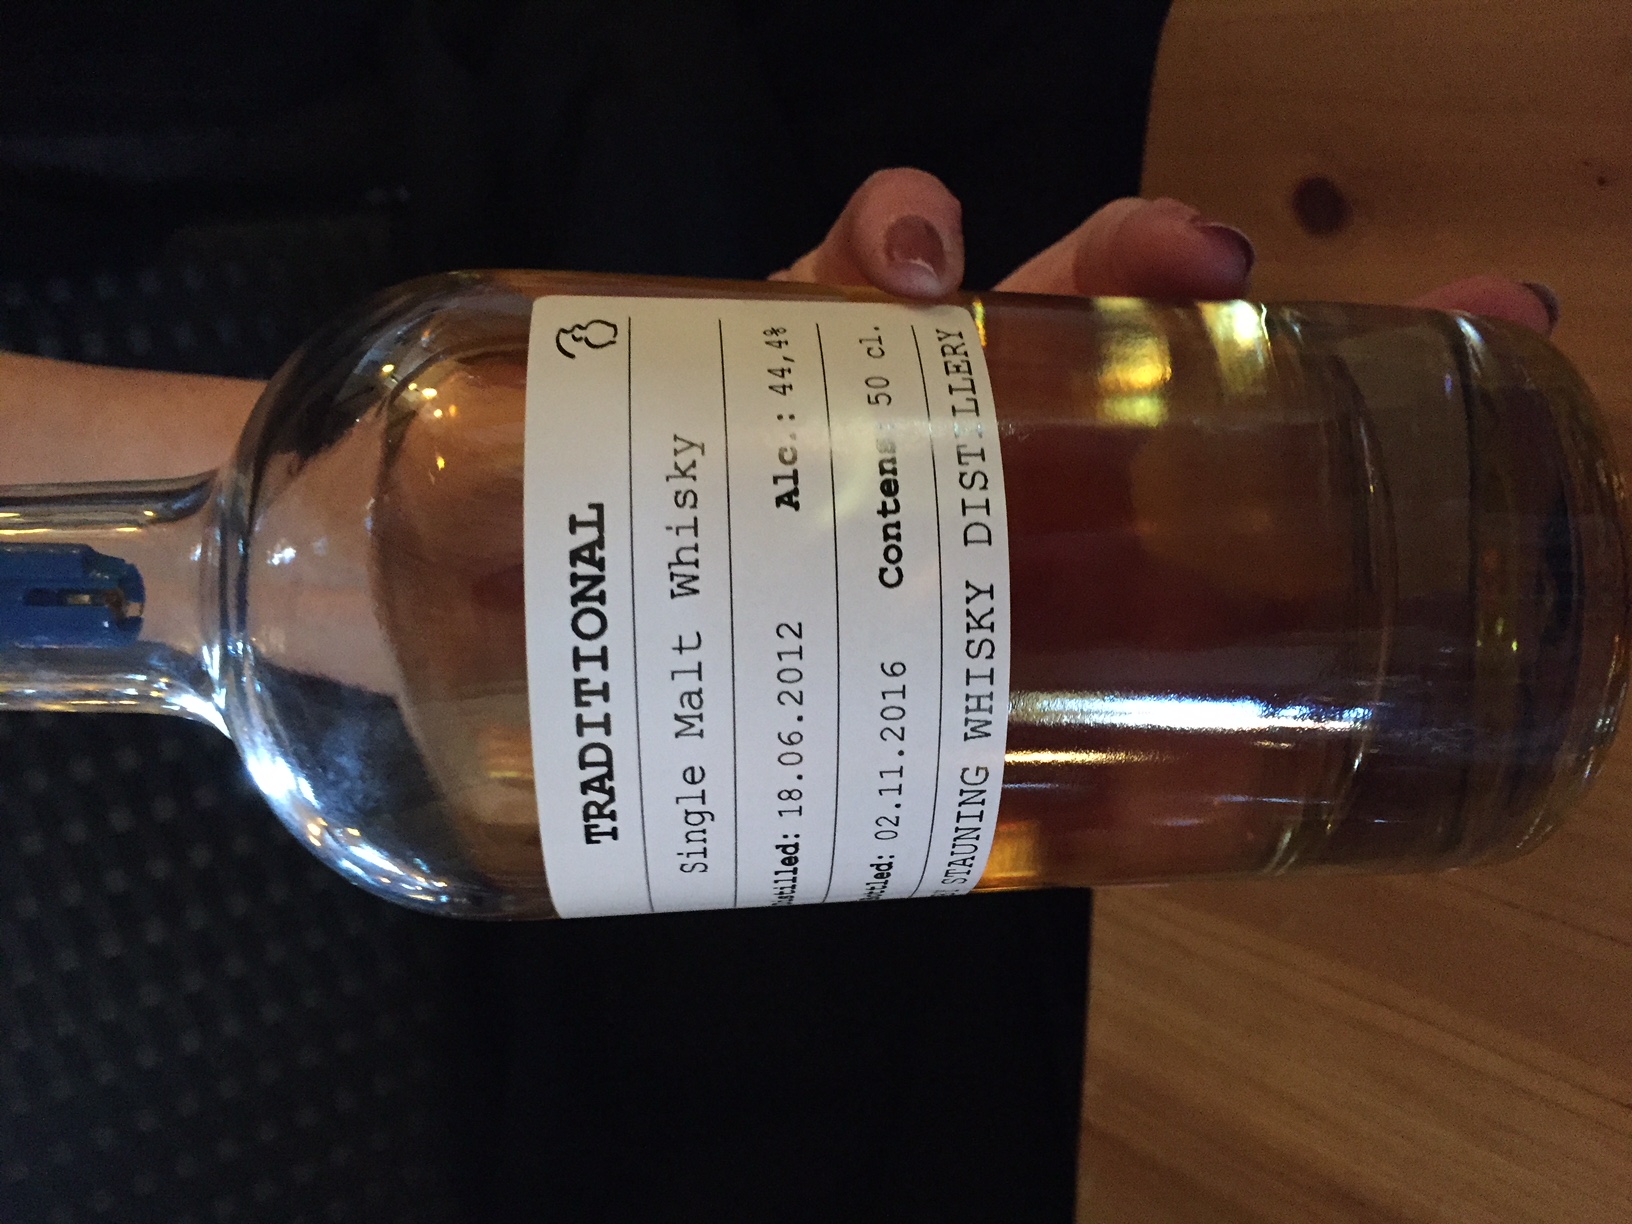 TRADITIONAL
Single Malt Whisky
Distilled: 18.06.2012 Alc.: 44,4%
Bottled: 02.11.2016 Contens: 50 cl.
STAUNING WHISKY DISTILLERY